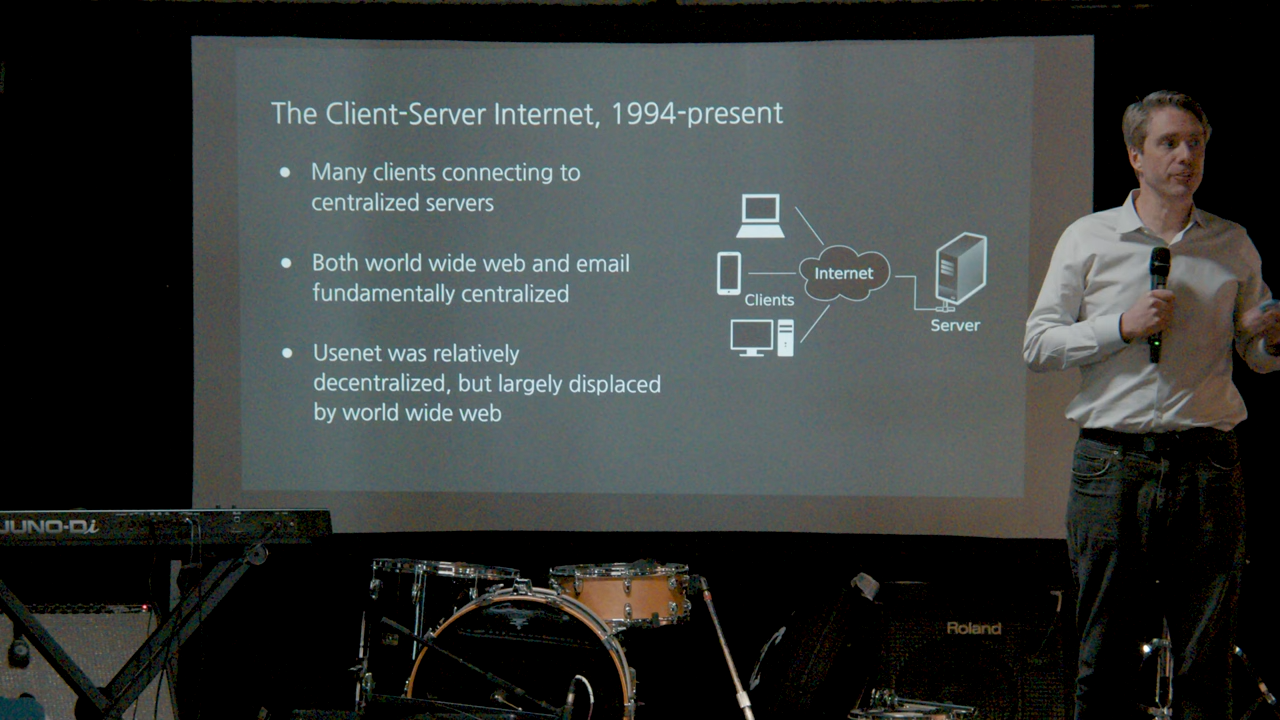 The Client-Server Internet, 1994-present
● Many clients connecting to
centralized servers
● Both world wide web and email
fundamentally centralized
● Usenet was relatively
decentralized, but largely displaced
by world wide web
Internet
Clients
Server
JUNO-Di
Roland